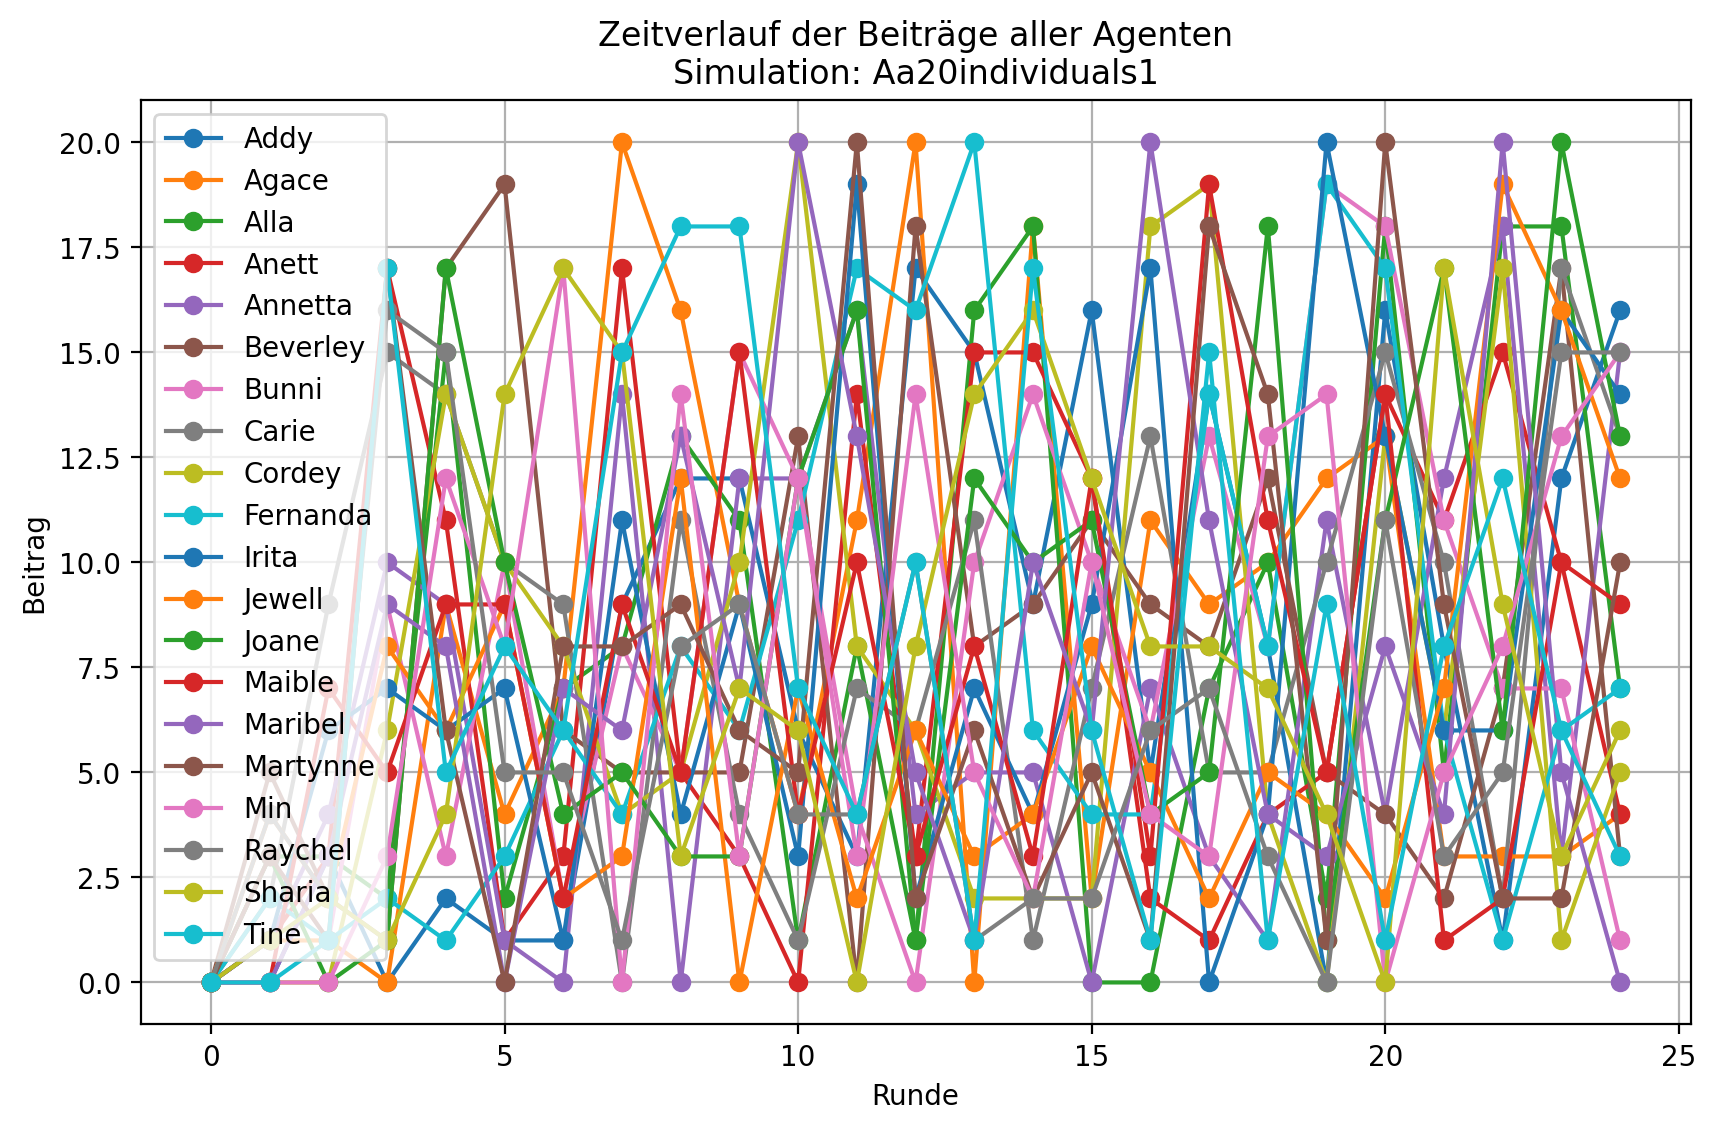 Zeitverlauf der Beiträge aller Agenten
Simulation: Aa20individuals1
Beitrag
20.0
17.5
15.0
12.5
10.0
7.5
5.0
2.5
0.0
Addy
Agace
Alla
Anett
Annetta
Beverley
Bunni
Carie
Cordey
Fernanda
Irita
Jewell
Joane
Maible
Maribel
Martynne
Min
Raychel
Sharia
Tine
0 5 10 15 20 25
Runde